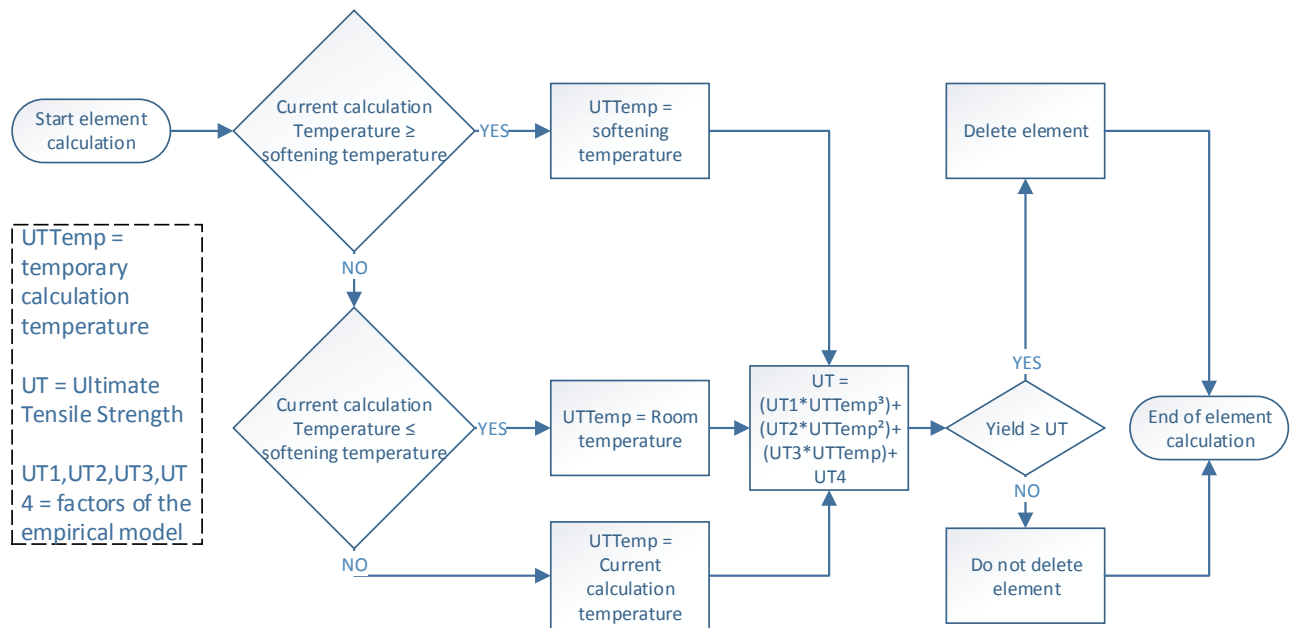 Start element
calculation
Current calculation
Temperature ≥
softening temperature
YES
UTTemp =
softening
temperature
Delete element
NO
UTTemp =
temporary
calculation
temperature
UT = Ultimate
Tensile Strength
UT1,UT2,UT3,UT
4 = factors of the
empirical model
Current calculation
Temperature ≤
softening temperature
YES
UTTemp = Room
temperature
NO
UTTemp =
Current
calculation
temperature
UT =
(UT1*UTTemp³)+
(UT2*UTTemp²)+
(UT3*UTTemp)+
UT4
YES
Yield ≥ UT
NO
Do not delete
element
End of element
calculation